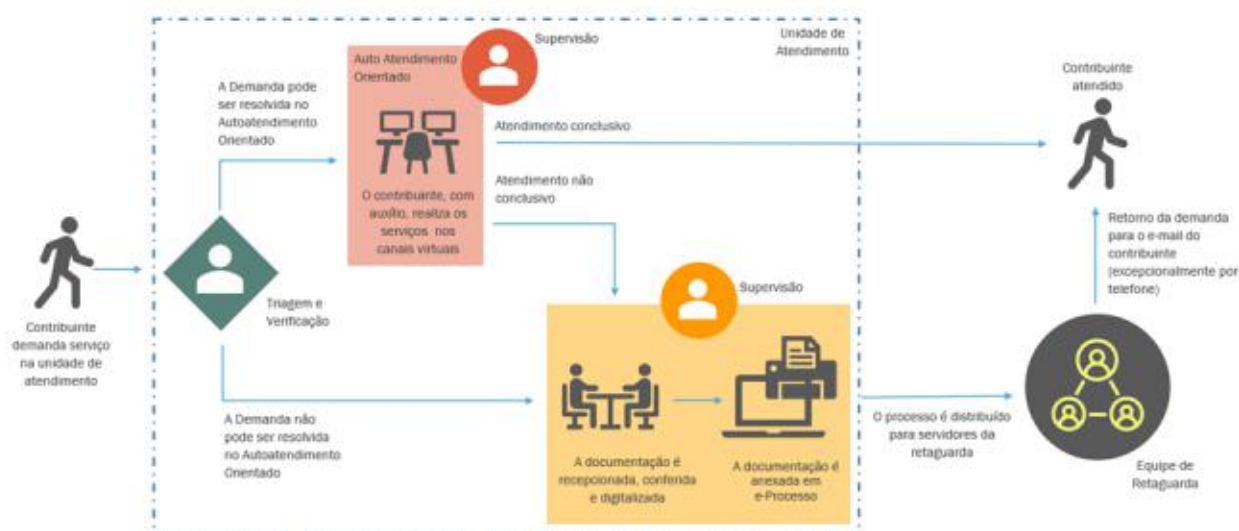 Supervisão
Unidade de
Atendimento
Auto Atendimento
Orientado
A Demanda pode
ser resolvida no
Autoatendimento
Orientado
Contribuinte
atendido
Atendimento conclusivo
Atendimento não
conclusivo
O contribuinte, com
auxílio, realiza os
serviços nos
canais virtuais
Retorno da demanda
para o e-mail do
contribuinte
(excepcionalmente por
telefone)
Supervisão
Triagem e
Verificação
Contribuinte
demanda serviço
na unidade de
atendimento
A Demanda não
pode ser resolvida
no Autoatendimento
Orientado
A documentação é
recepcionada, conferida
e digitalizada
A documentação é
anexada em
e-Processo
O processo é distribuído
para servidores da
retaguarda
Equipe de
Retaguarda